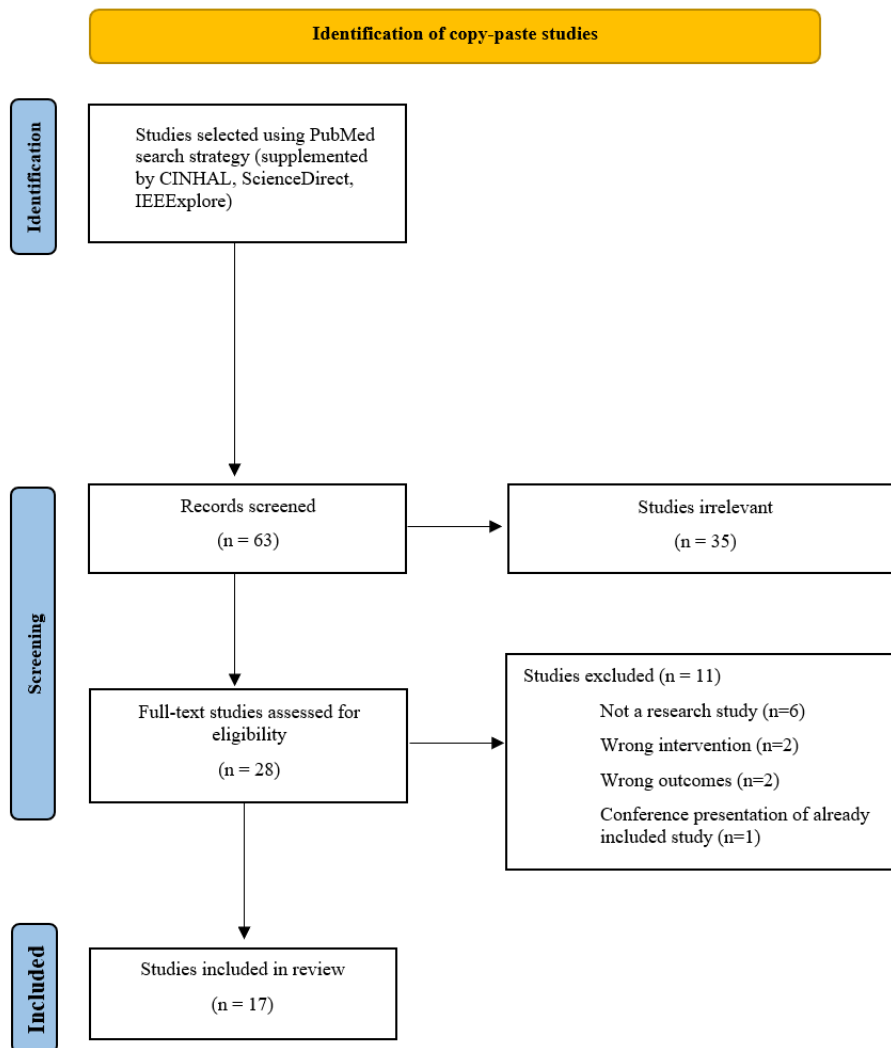 Identification of copy-paste studies
Identification
Studies selected using PubMed
search strategy (supplemented
by CINHAL, ScienceDirect,
IEEExplore)
Screening
Records screened
(n = 63)
Studies irrelevant
(n = 35)
Full-text studies assessed for
eligibility
(n = 28)
Studies excluded (n = 11)
Not a research study (n=6)
Wrong intervention (n=2)
Wrong outcomes (n=2)
Conference presentation of already
included study (n=1)
Included
Studies included in review
(n = 17)